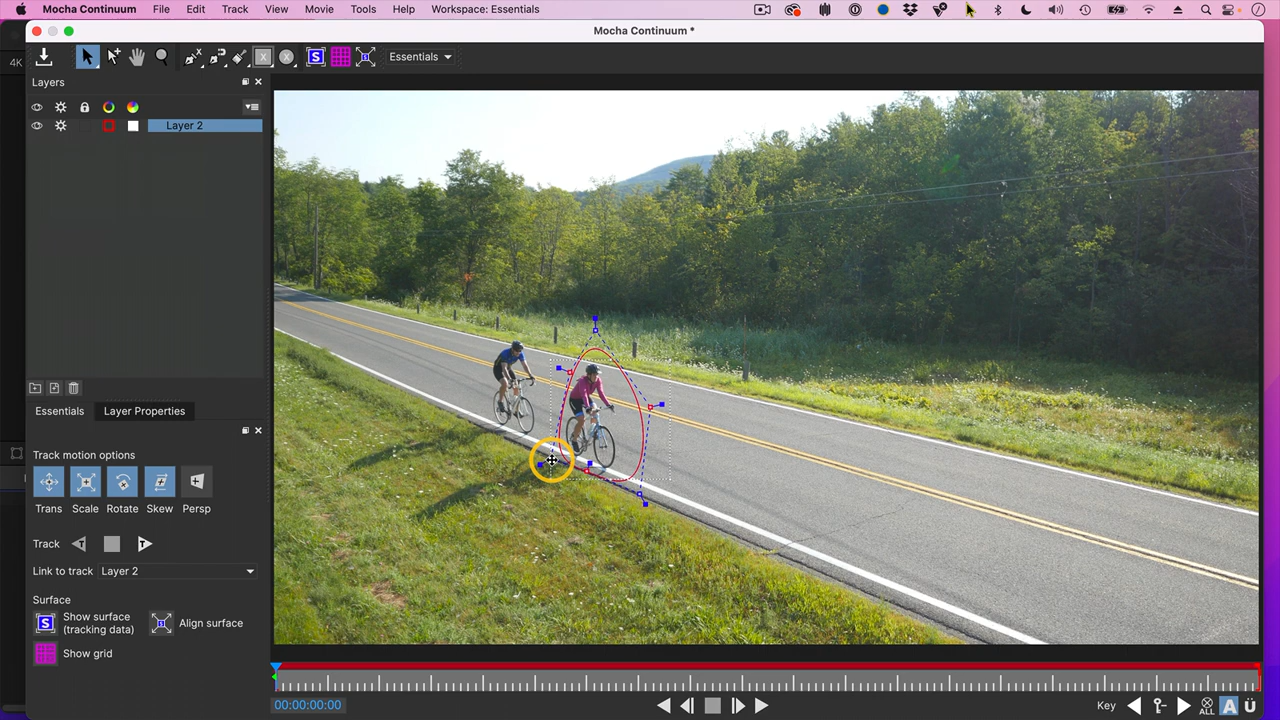 Mocha Continuum File Edit Track View Movie Tools Help Workspace: Essentials
Mocha Continuum *
4K
Essentials
Layers
Layer 2
Essentials Layer Properties
Track motion options
Trans Scale Rotate Skew Persp
Track
Link to track Layer 2
Surface
Show surface
(tracking data)
Align surface
Show grid
00:00:00:00
Key
ALL
A
Ü